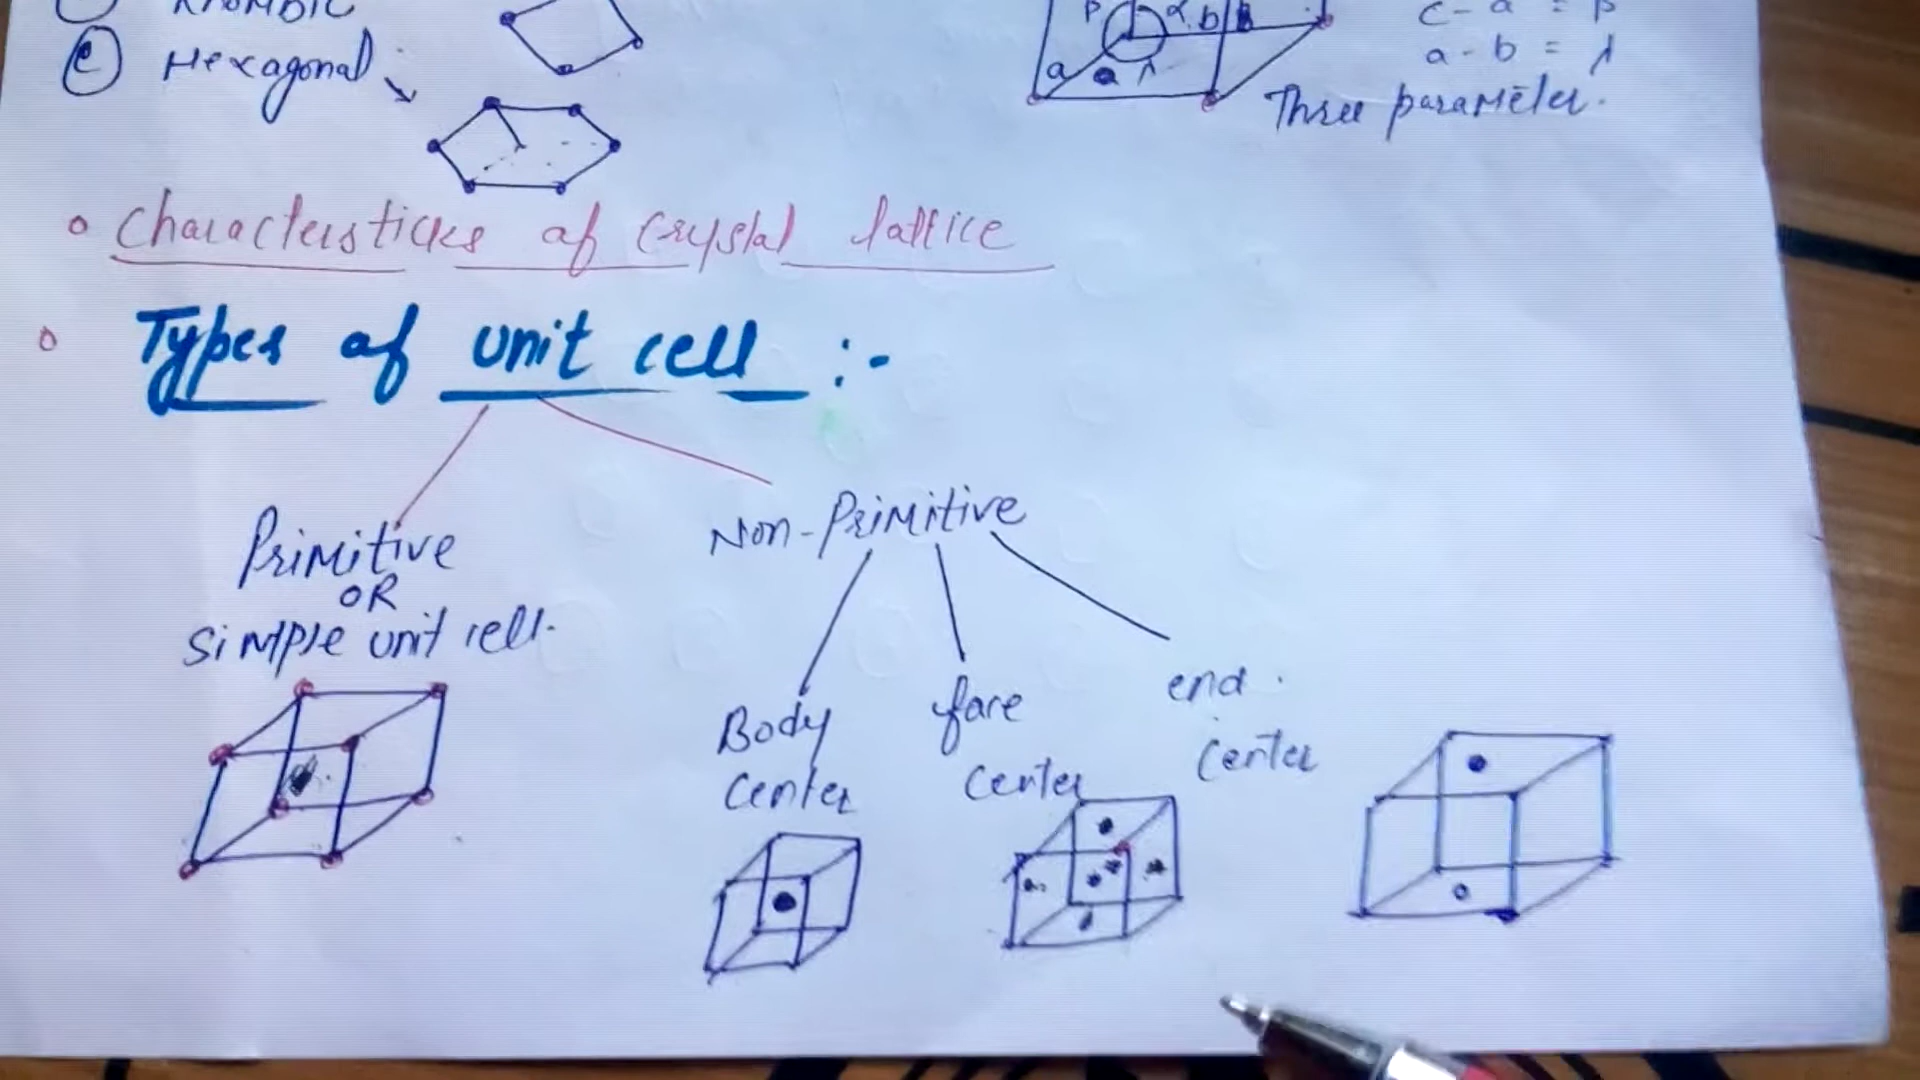 e Hexagonal
β α b
a a
c - a = β
a - b = γ
Three parameter.
Characteristicks of Crystal lattice
Types of unit cell :-
Primitive
OR
Simple unit cell.
Non-Primitive
Body
Center
face
Center
end.
Center